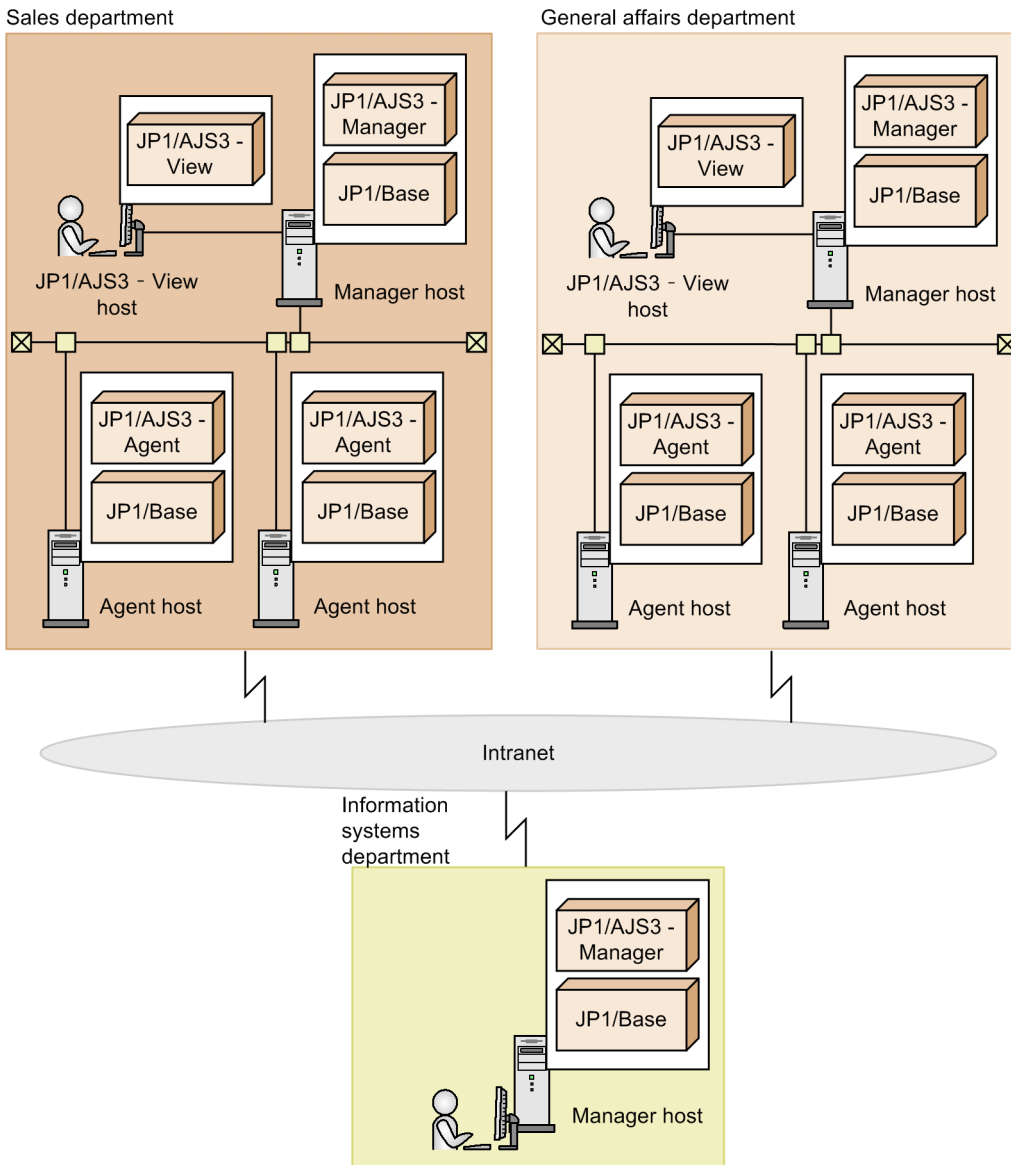 Sales department
JP1/AJS3 -
View
JP1/AJS3 -
Manager
JP1/Base
JP1/AJS3 - View
host
Manager host
JP1/AJS3 -
Agent
JP1/Base
Agent host
JP1/AJS3 -
Agent
JP1/Base
Agent host
General affairs department
JP1/AJS3 -
View
JP1/AJS3 -
Manager
JP1/Base
JP1/AJS3 - View
host
Manager host
JP1/AJS3 -
Agent
JP1/Base
Agent host
JP1/AJS3 -
Agent
JP1/Base
Agent host
Intranet
Information
systems
department
JP1/AJS3 -
Manager
JP1/Base
Manager host